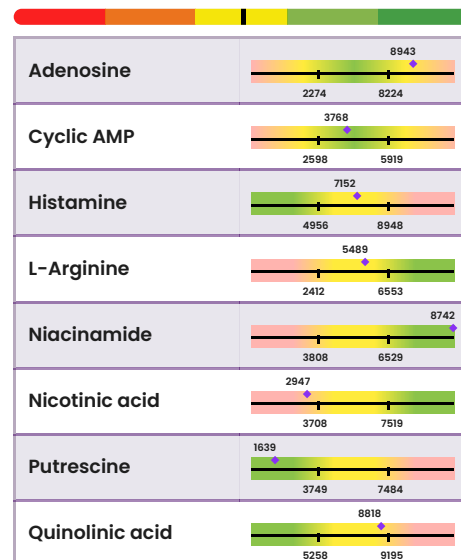 8943
Adenosine
2274 8224
3768
Cyclic AMP
2598 5919
7152
Histamine
4956 8948
5489
L-Arginine
2412 6553
8742
Niacinamide
3808 6529
2947
Nicotinic acid
3708 7519
1639
Putrescine
3749 7484
8818
Quinolinic acid
5258 9195